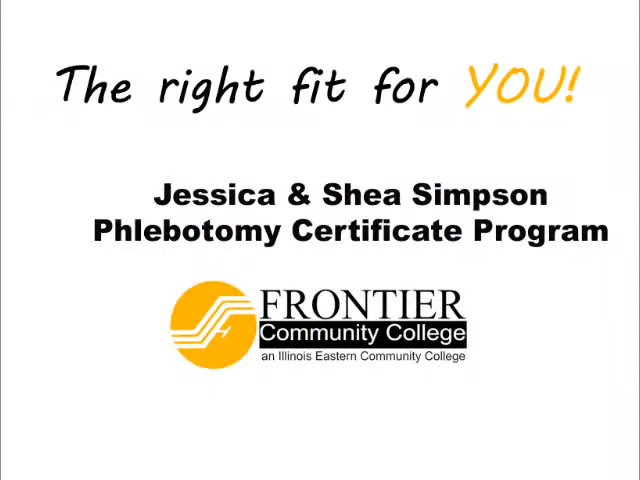 The right fit for YOU!
Jessica & Shea Simpson
Phlebotomy Certificate Program
FRONTIER
Community College
an Illinois Eastern Community College